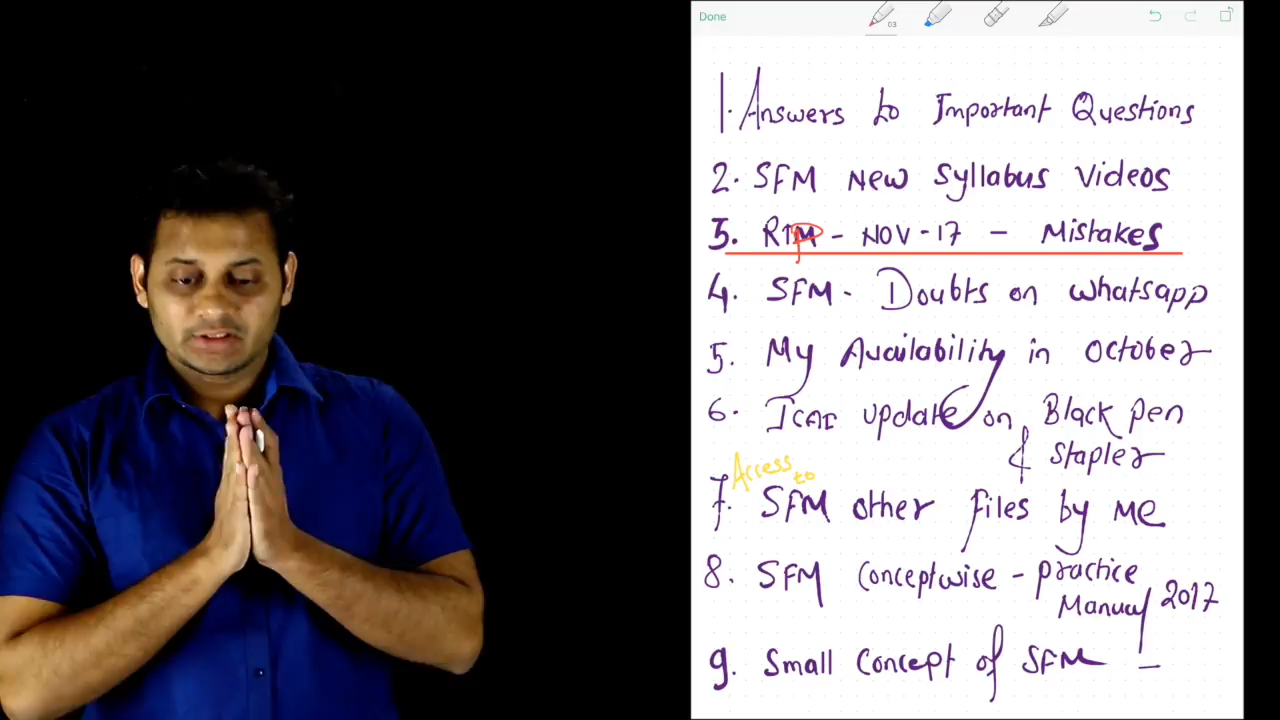 Done
03
1. Answers to Important Questions
2. SFM New Syllabus Videos
3. RTP - NOV - 17 - Mistakes
4. SFM - Doubts on whatsapp
5. My Availability in October
6. ICAI update on Black pen
& Stapler
Access to
7. SFM other files by ME
8. SFM Conceptwise - practice
Manual 2017
9. Small Concept of SFM -